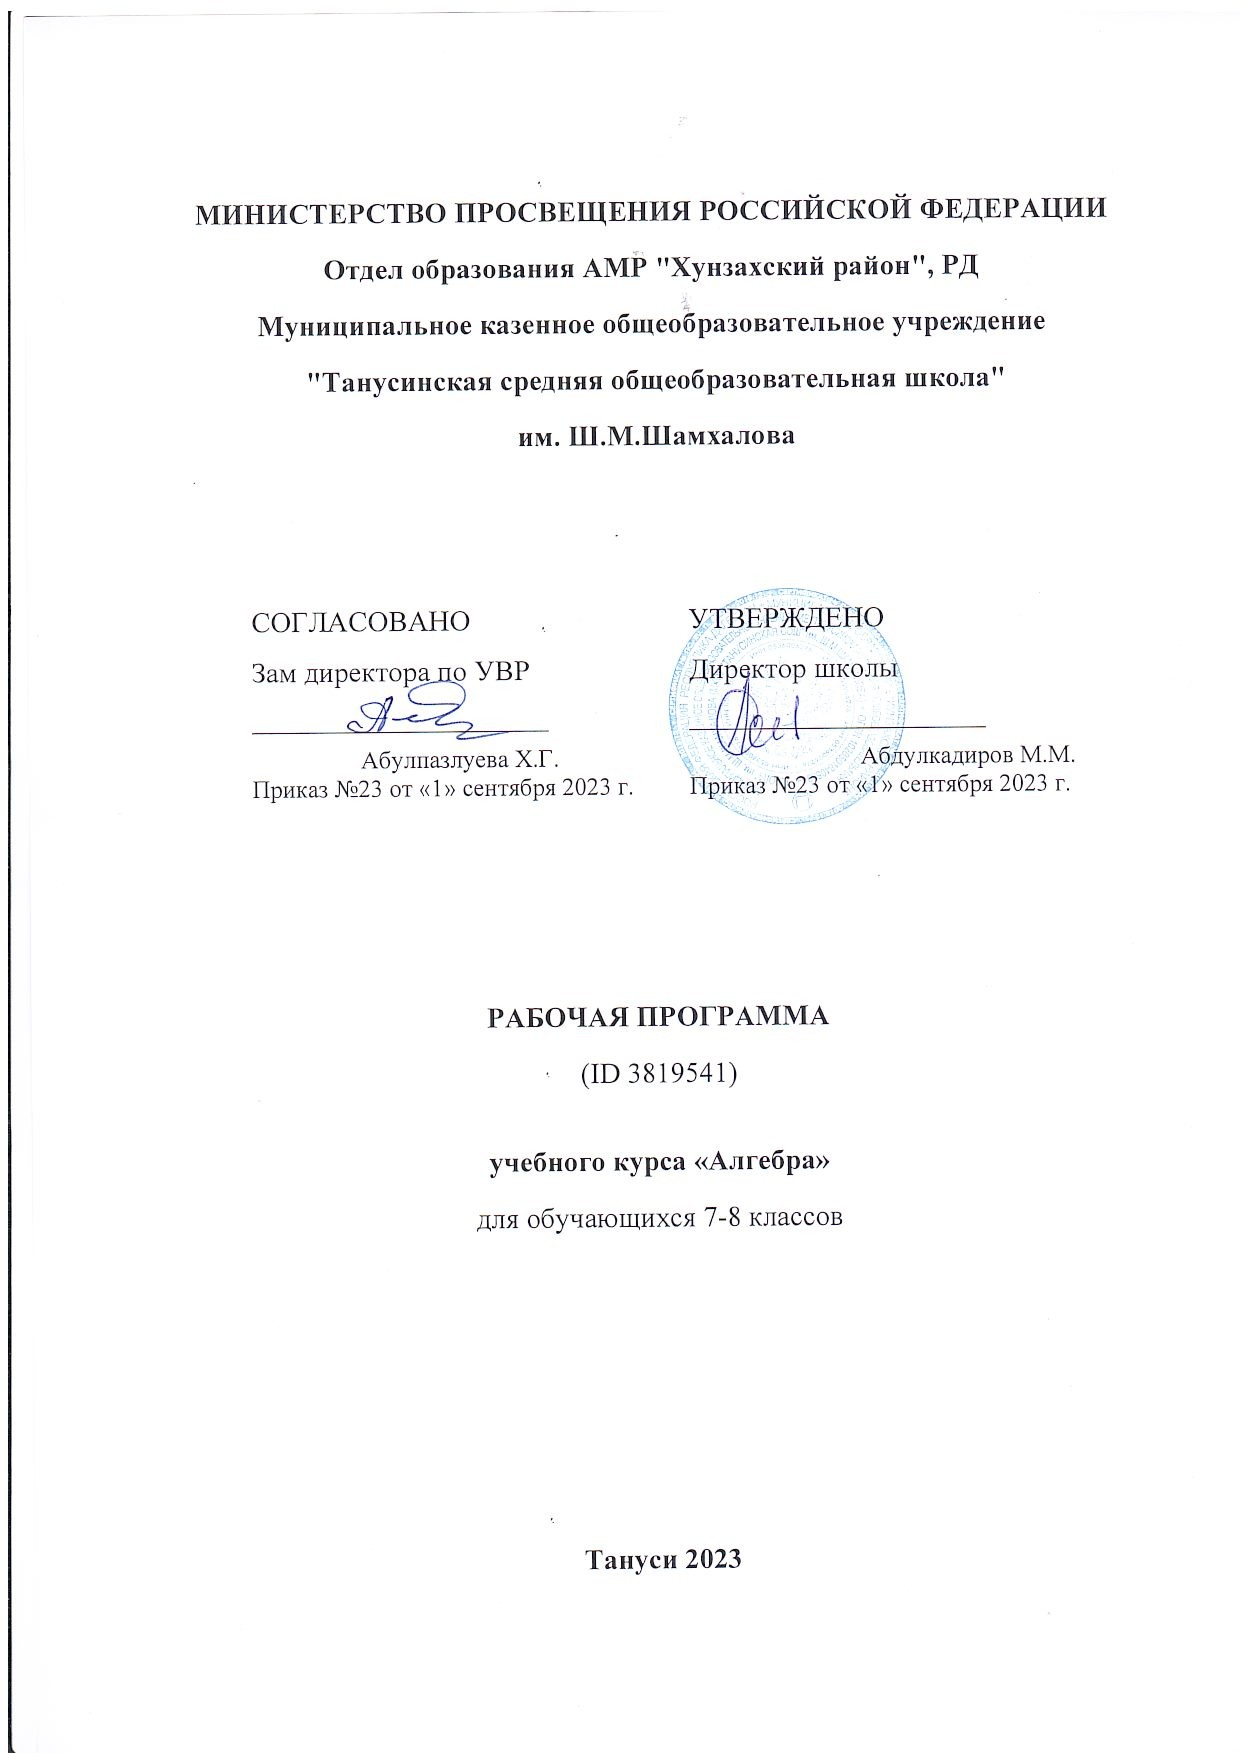 МИНИСТЕРСТВО ПРОСВЕЩЕНИЯ РОССИЙСКОЙ ФЕДЕРАЦИИ
Отдел образования АМР "Хунзахский район", РД
Муниципальное казенное общеобразовательное учреждение
"Танусинская средняя общеобразовательная школа"
им. Ш.М.Шамхалова
СОГЛАСОВАНО
Зам директора по УВР
Абулпазлуева Х.Г.
Приказ №23 от «1» сентября 2023 г.
УТВЕРЖДЕНО
Директор школы
Абдулкадиров М.М.
Приказ №23 от «1» сентября 2023 г.
РАБОЧАЯ ПРОГРАММА
(ID 3819541)
учебного курса «Алгебра»
для обучающихся 7-8 классов
Тануси 2023